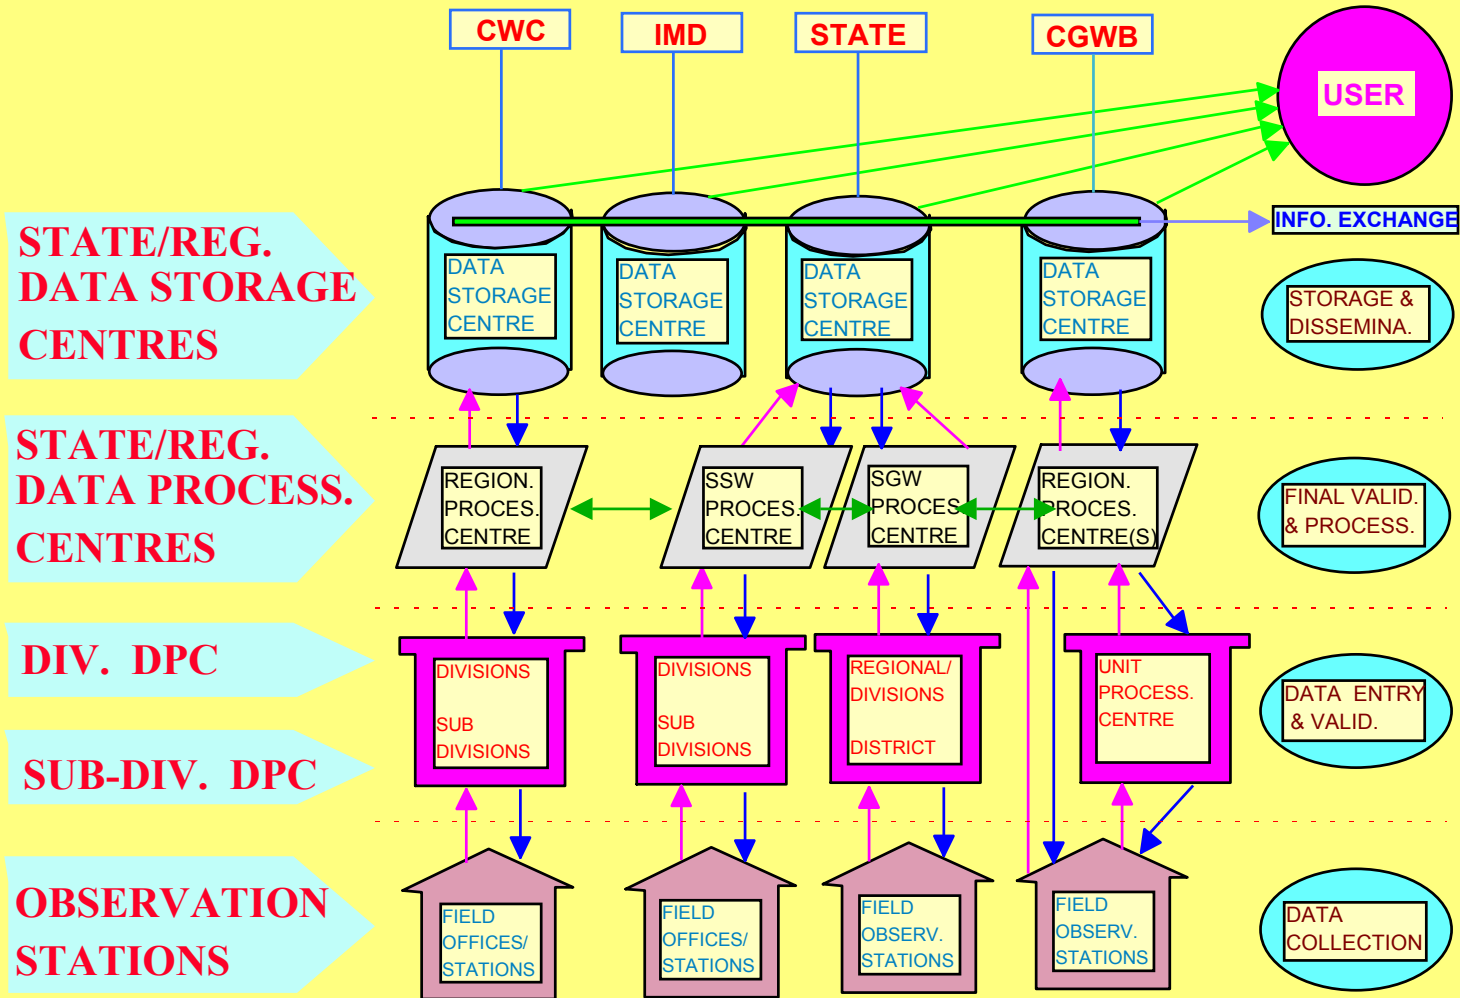 CWC
IMD
STATE
CGWB
USER
INFO. EXCHANGE
STATE/REG.
DATA STORAGE
CENTRES
DATA
STORAGE
CENTRE
DATA
STORAGE
CENTRE
DATA
STORAGE
CENTRE
DATA
STORAGE
CENTRE
STORAGE &
DISSEMINA.
STATE/REG.
DATA PROCESS.
CENTRES
REGION.
PROCES.
CENTRE
SSW
PROCES.
CENTRE
SGW
PROCES.
CENTRE
REGION.
PROCES.
CENTRE(S)
FINAL VALID.
& PROCESS.
DIV. DPC
SUB-DIV. DPC
DIVISIONS
SUB
DIVISIONS
DIVISIONS
SUB
DIVISIONS
REGIONAL/
DIVISIONS
DISTRICT
UNIT
PROCESS.
CENTRE
DATA ENTRY
& VALID.
OBSERVATION
STATIONS
FIELD
OFFICES/
STATIONS
FIELD
OFFICES/
STATIONS
FIELD
OBSERV.
STATIONS
FIELD
OBSERV.
STATIONS
DATA
COLLECTION